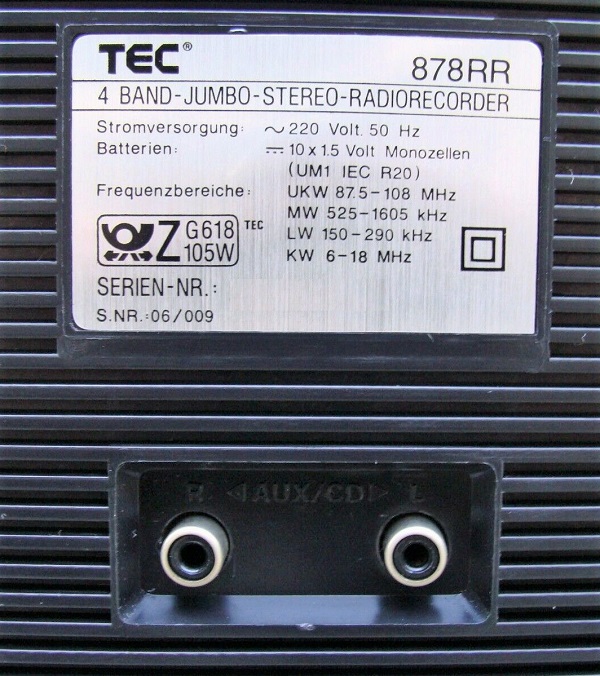 TEC®
878RR
4 BAND-JUMBO-STEREO-RADIORECORDER
Stromversorgung: ~ 220 Volt. 50 Hz
Batterien: ⎓ 10 x 1.5 Volt Monozellen
(UM1 IEC R20)
Frequenzbereiche: UKW 87.5-108 MHz
MW 525-1605 kHz
LW 150-290 kHz
KW 6-18 MHz
Z G618 105W TEC
SERIEN-NR.:
S.NR.:06/009
R ◁AUX/CD▷ L